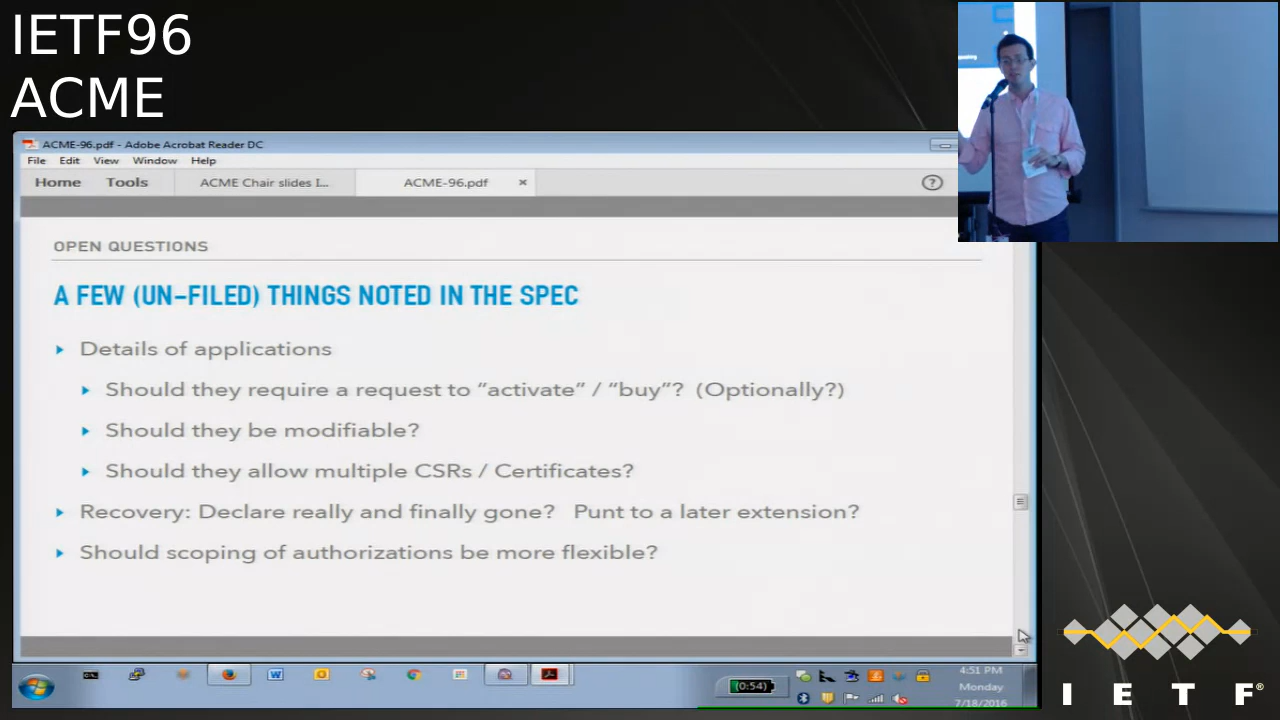 IETF96
ACME
ACME-96.pdf - Adobe Acrobat Reader DC
File Edit View Window Help
Home Tools ACME Chair slides I... ACME-96.pdf × ?
OPEN QUESTIONS
A FEW (UN-FILED) THINGS NOTED IN THE SPEC
Details of applications
Should they require a request to “activate” / “buy”? (Optionally?)
Should they be modifiable?
Should they allow multiple CSRs / Certificates?
Recovery: Declare really and finally gone? Punt to a later extension?
Should scoping of authorizations be more flexible?
(0:54)
4:51 PM
Monday
7/18/2016
I E T F®